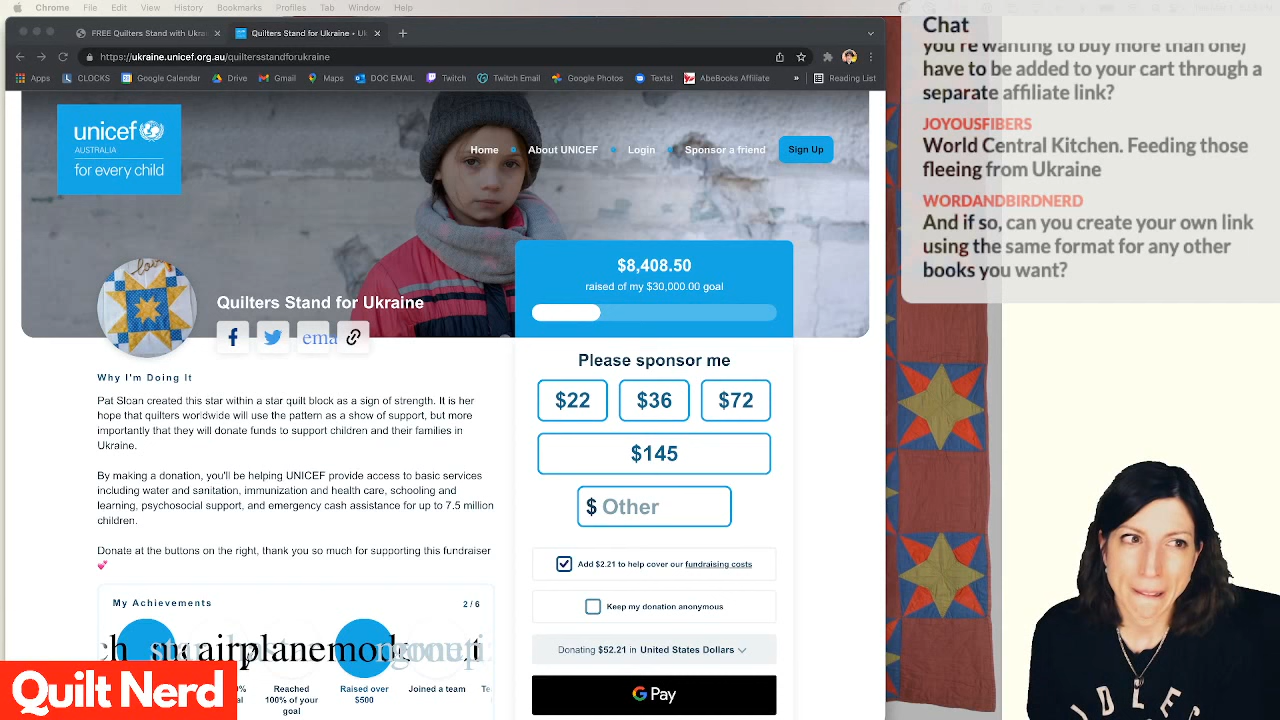 Chrome File Edit View History Bookmarks Profiles Tab Window Help
FREE Quilters Stand with Ukra
Quilters Stand for Ukraine • Uk
https://ukraine.unicef.org.au/quiltersstandforukraine
Apps CLOCKS Google Calendar Drive Gmail Maps DOC EMAIL Twitch Twitch Email Google Photos Texts! AbeBooks Affiliate » Reading List
unicef
AUSTRALIA
for every child
Home About UNICEF Login Sponsor a friend Sign Up
Quilters Stand for Ukraine
ema
Why I'm Doing It
Pat Sloan created this star within a star quilt block as a sign of strength. It is her
hope that quilters worldwide will use the pattern as a show of support, but more
importantly that they will donate funds to support children and their families in
Ukraine.
By making a donation, you'll be helping UNICEF provide access to basic services
including water and sanitation, immunization and health care, schooling and
learning, psychosocial support, and emergency cash assistance for up to 7.5 million
children.
Donate at the buttons on the right, thank you so much for supporting this fundraiser
💕
My Achievements 2 / 6
airplanemode
Reached
100% of your
goal
Raised over
$500
Joined a team
$8,408.50
raised of my $30,000.00 goal
Please sponsor me
$22 $36 $72
$145
$ Other
Add $2.21 to help cover our fundraising costs
Keep my donation anonymous
Donating $52.21 in United States Dollars
G Pay
Chat
you're wanting to buy more than one)
have to be added to your cart through a
separate affiliate link?
JOYOUSFIBERS
World Central Kitchen. Feeding those
fleeing from Ukraine
WORDANDBIRDNERD
And if so, can you create your own link
using the same format for any other
books you want?
Quilt Nerd